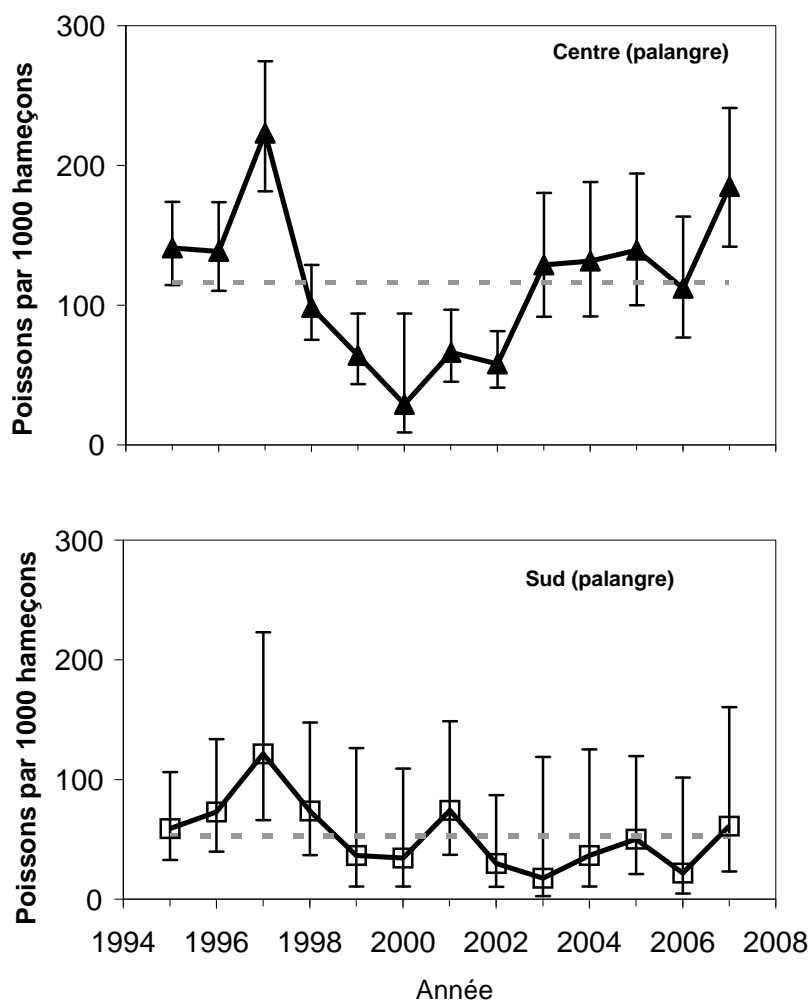 Poissons par 1000 hameçons
300
200
100
0
Centre (palangre)
Poissons par 1000 hameçons
300
200
100
0
Sud (palangre)
1994 1996 1998 2000 2002 2004 2006 2008
Année